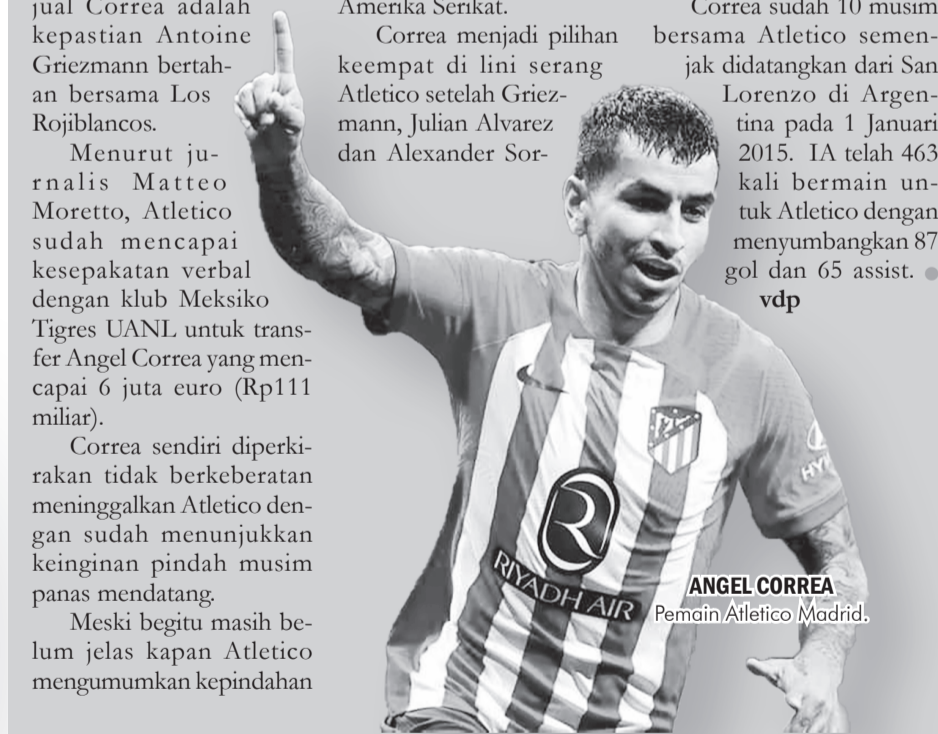 jual Correa adalah
kepastian Antoine
Griezmann bertah-
an bersama Los
Rojiblancos.
Menurut ju-
rnalis Matteo
Moretto, Atletico
sudah mencapai
kesepakatan verbal
dengan klub Meksiko
Tigres UANL untuk trans-
fer Angel Correa yang men-
capai 6 juta euro (Rp111
miliar).
Correa sendiri diperki-
rakan tidak berkeberatan
meninggalkan Atletico den-
gan sudah menunjukkan
keinginan pindah musim
panas mendatang.
Meski begitu masih be-
lum jelas kapan Atletico
mengumumkan kepindahan
Amerika Serikat.
Correa menjadi pilihan
keempat di lini serang
Atletico setelah Griez-
mann, Julian Alvarez
dan Alexander Sor-
Correa sudah 10 musim
bersama Atletico semen-
jak didatangkan dari San
Lorenzo di Argen-
tina pada 1 Januari
2015. IA telah 463
kali bermain un-
tuk Atletico dengan
menyumbangkan 87
gol dan 65 assist. ●
vdp
RIYADH AIR
HY
ANGEL CORREA
Pemain Atletico Madrid.